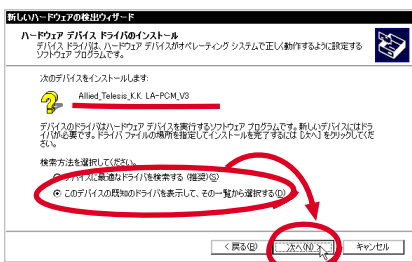 新しいハードウェアの検出ウィザード
ハードウェア デバイス ドライバのインストール
デバイス ドライバは、ハードウェア デバイスがオペレーティング システムで正しく動作するように設定する
ソフトウェア プログラムです。
次のデバイスをインストールします:
Allied_Telesis_K.K. LA-PCM_V3
デバイスのドライバはハードウェア デバイスを実行するソフトウェア プログラムです。新しいデバイスにはドラ
イバが必要です。ドライバ ファイルの場所を指定してインストールを完了するには [次へ] をクリックしてくだ
さい。
検索方法を選択してください。
デバイスに最適なドライバを検索する (推奨)(S)
このデバイスの既知のドライバを表示して、その一覧から選択する(D)
< 戻る(B)
次へ(N) >
キャンセル